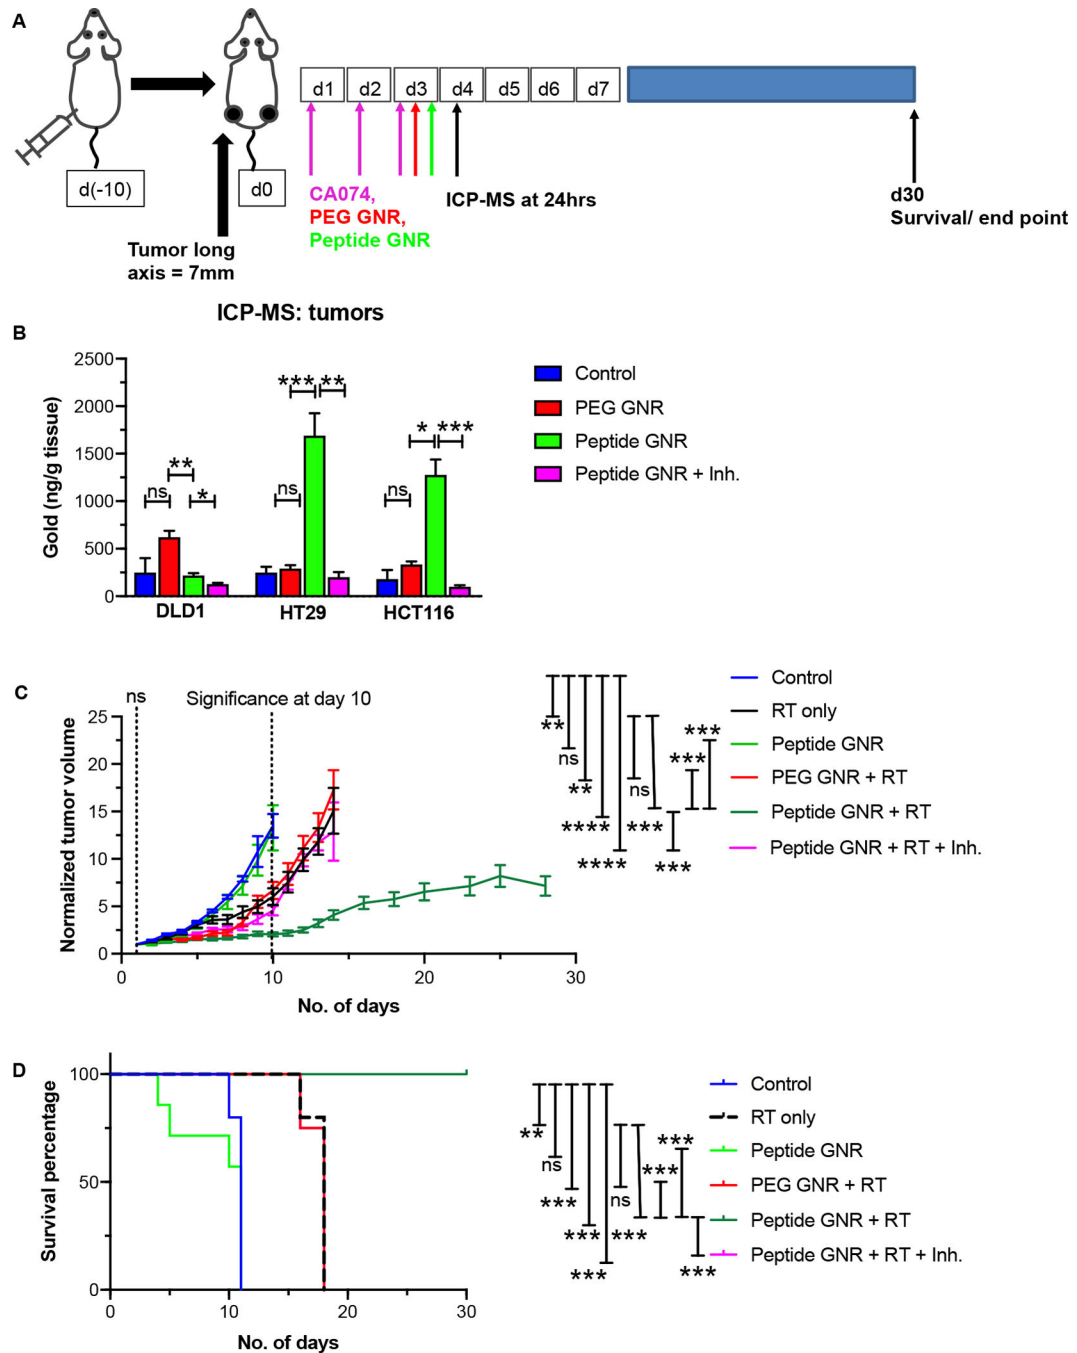 A
d(-10)
d0
d1 d2 d3 d4 d5 d6 d7
Tumor long
axis = 7mm
CA074,
PEG GNR,
Peptide GNR
ICP-MS at 24hrs
d30
Survival/ end point
ICP-MS: tumors
B
Gold (ng/g tissue)
2500
2000
1500
1000
500
0
ns
**
*
***
ns
**
ns
*
***
DLD1 HT29 HCT116
Control
PEG GNR
Peptide GNR
Peptide GNR + Inh.
C
ns
Significance at day 10
Normalized tumor volume
25
20
15
10
5
0
0 10 20 30
No. of days
**
ns
**
****
****
ns
***
***
***
***
Control
RT only
Peptide GNR
PEG GNR + RT
Peptide GNR + RT
Peptide GNR + RT + Inh.
D
Survival percentage
100
50
0
0 10 20 30
No. of days
**
ns
***
***
***
ns
***
***
***
***
Control
RT only
Peptide GNR
PEG GNR + RT
Peptide GNR + RT
Peptide GNR + RT + Inh.